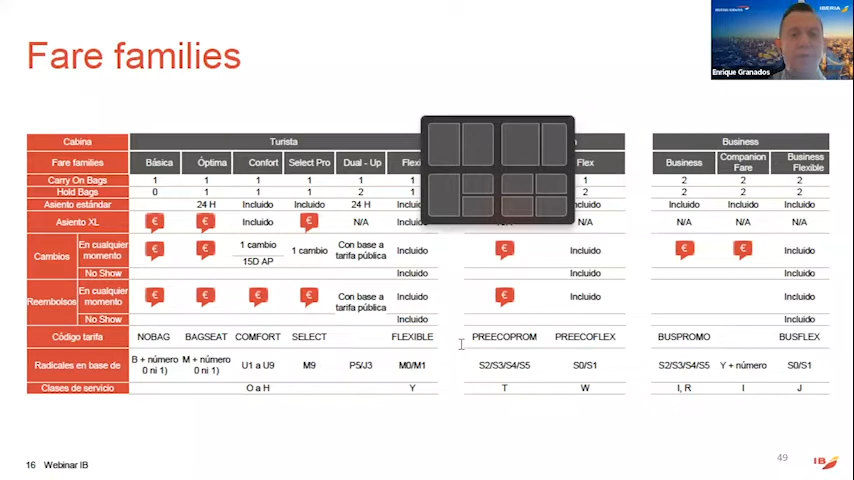 Fare families
IBERIA
Enrique Granados
Cabina Turista Business
Fare families Básica Óptima Confort Select Pro Dual - Up Flex Business Companion Fare Business Flexible
Carry On Bags 1 1 1 1 1 1 1 2 2 2
Hold Bags 0 1 1 1 2 1 2 2 2 2
Asiento estándar 24 H Incluido Incluido 24 H Incluido Incluido Incluido Incluido
Asiento XL € € Incluido € N/A Incluido N/A N/A N/A N/A
Cambios En cualquier momento € € 1 cambio 15D AP 1 cambio Con base a tarifa pública Incluido € Incluido € € Incluido
No Show Incluido Incluido Incluido
Reembolsos En cualquier momento € € € € Con base a tarifa pública Incluido € Incluido Incluido
No Show Incluido Incluido
Código tarifa NOBAG BAGSEAT COMFORT SELECT FLEXIBLE PREECOPROM PREECOFLEX BUSPROMO BUSFLEX
Radicales en base de B + número 0 ni 1) M + número 0 ni 1) U1 a U9 M9 P5/J3 M0/M1 S2/S3/S4/S5 S0/S1 S2/S3/S4/S5 Y + número S0/S1
Clases de servicio O a H Y T W I, R I J
16 Webinar IB
49
IB